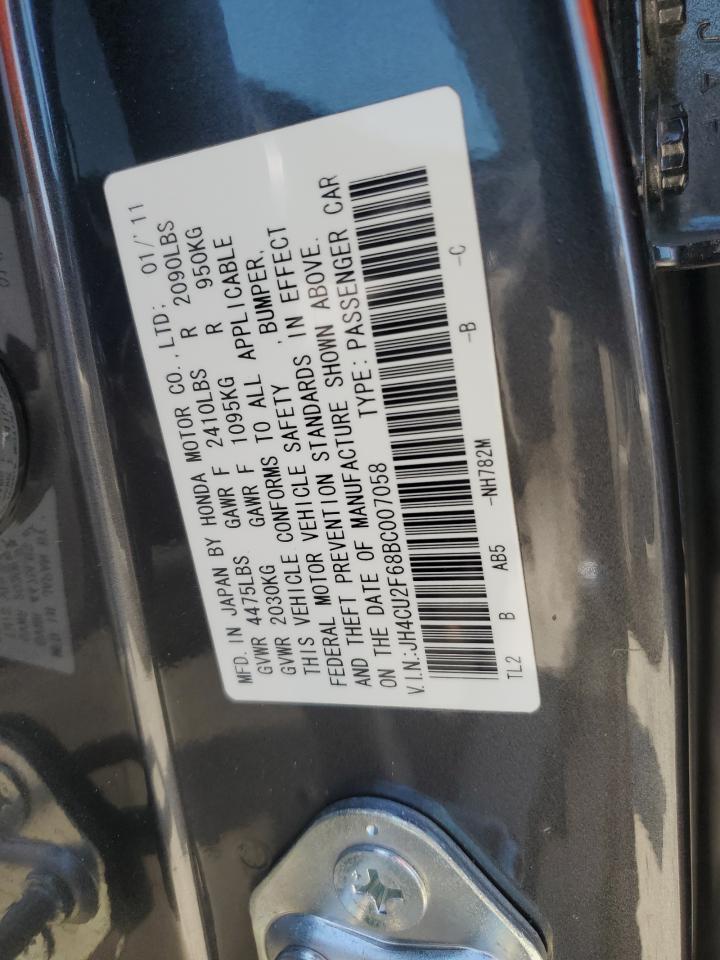 MFD. IN JAPAN BY HONDA MOTOR CO., LTD: 01/'11
GVWR 4475LBS GAWR F 2410LBS R 2090LBS
GVWR 2030KG GAWR F 1095KG R 950KG
THIS VEHICLE CONFORMS TO ALL APPLICABLE
FEDERAL MOTOR VEHICLE SAFETY ,BUMPER,
AND THEFT PREVENTION STANDARDS IN EFFECT
ON THE DATE OF MANUFACTURE SHOWN ABOVE.
V.I.N.:JH4CU2F68BC007058 TYPE:PASSENGER CAR
TL2 B AB5 -NH782M -B -C